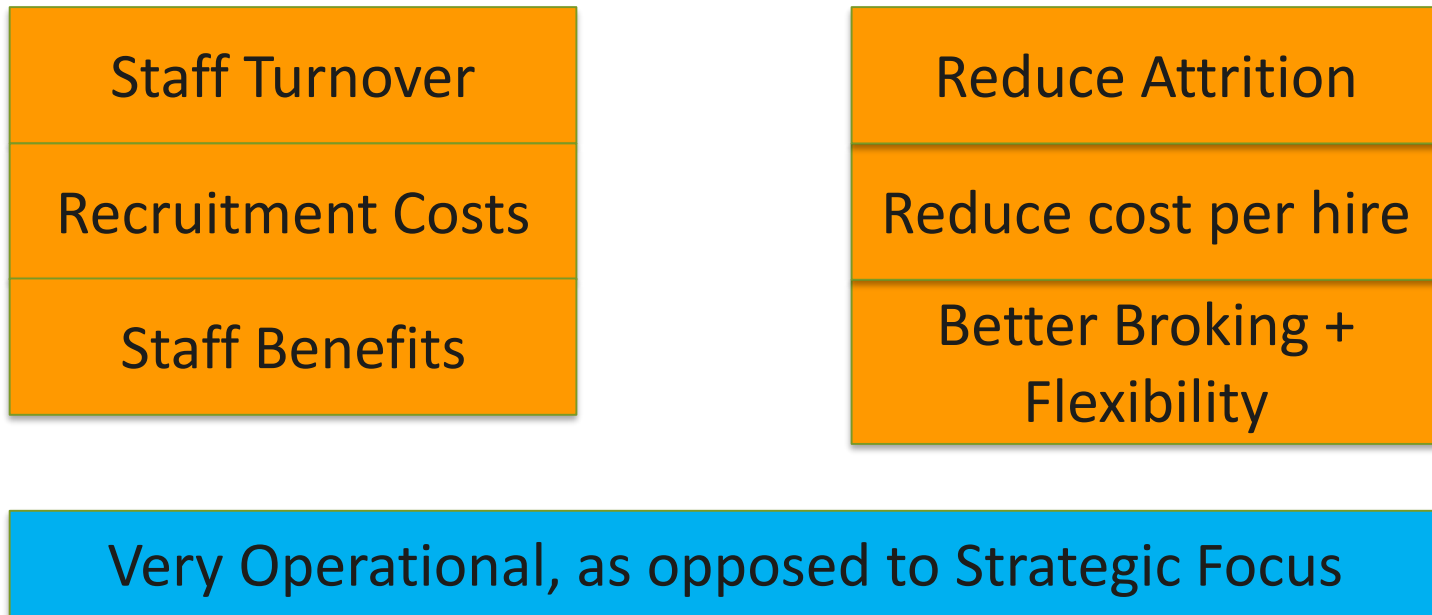 Staff Turnover
Recruitment Costs
Staff Benefits
Reduce Attrition
Reduce cost per hire
Better Broking +
Flexibility
Very Operational, as opposed to Strategic Focus